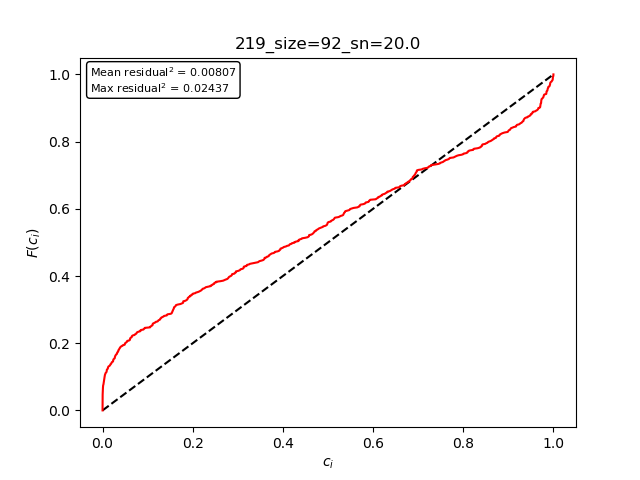 219_size=92_sn=20.0
Mean residual² = 0.00807
Max residual² = 0.02437
1.0
0.8
0.6
0.4
0.2
0.0
F(cᵢ)
0.0 0.2 0.4 0.6 0.8 1.0
cᵢ